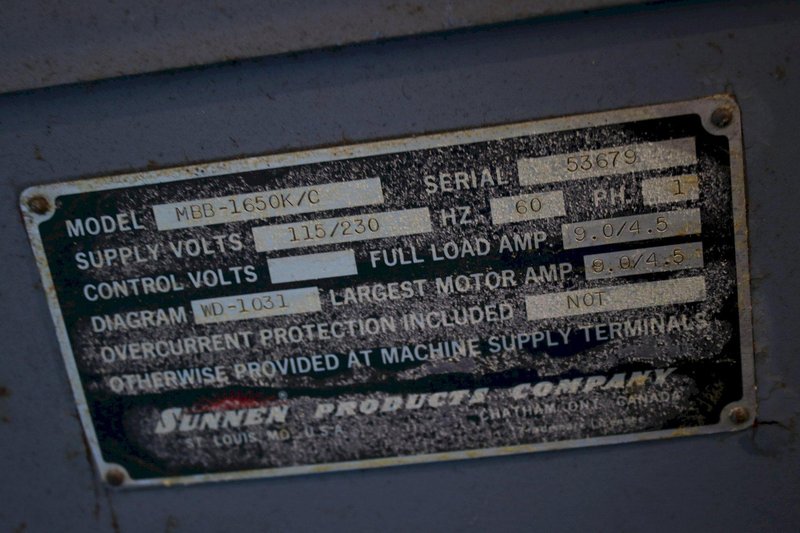 MODEL MBB-1650K/C SERIAL 53679
SUPPLY VOLTS 115/230 HZ. 60 PH. 1
CONTROL VOLTS FULL LOAD AMP 9.0/4.5
DIAGRAM WD-1031 LARGEST MOTOR AMP 8.0/4.5
OVERCURRENT PROTECTION INCLUDED NOT
OTHERWISE PROVIDED AT MACHINE SUPPLY TERMINALS
SUNNEN PRODUCTS COMPANY
ST. LOUIS, MO., U.S.A. CHATHAM, ONT. CANADA